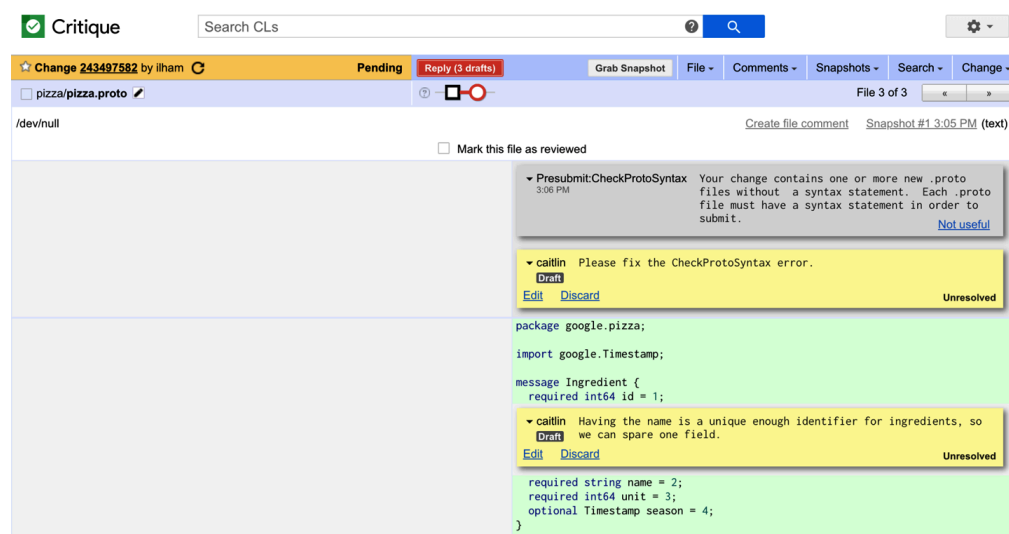 Critique
Search CLs
Change 243497582 by ilham
Pending
Reply (3 drafts)
Grab Snapshot
File
Comments
Snapshots
Search
Change
pizza/pizza.proto
File 3 of 3
«
»
/dev/null
Create file comment
Snapshot #1 3:05 PM (text)
Mark this file as reviewed
Presubmit:CheckProtoSyntax
3:06 PM
Your change contains one or more new .proto
files without a syntax statement. Each .proto
file must have a syntax statement in order to
submit.
Not useful
caitlin Please fix the CheckProtoSyntax error.
Draft
Edit Discard
Unresolved
package google.pizza;
import google.Timestamp;
message Ingredient {
required int64 id = 1;
caitlin Having the name is a unique enough identifier for ingredients, so
Draft we can spare one field.
Edit Discard
Unresolved
required string name = 2;
required int64 unit = 3;
optional Timestamp season = 4;
}